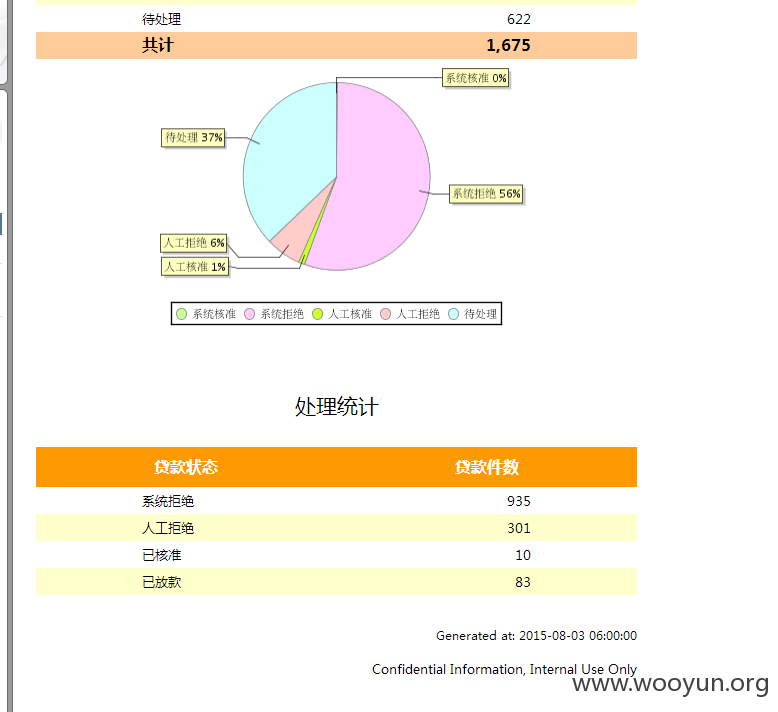 待处理 622
共计 1,675
系统核准 0%
待处理 37%
系统拒绝 56%
人工拒绝 6%
人工核准 1%
系统核准 系统拒绝 人工核准 人工拒绝 待处理
处理统计
贷款状态 贷款件数
系统拒绝 935
人工拒绝 301
已核准 10
已放款 83
Generated at: 2015-08-03 06:00:00
Confidential Information, Internal Use Only
www.wooyun.org